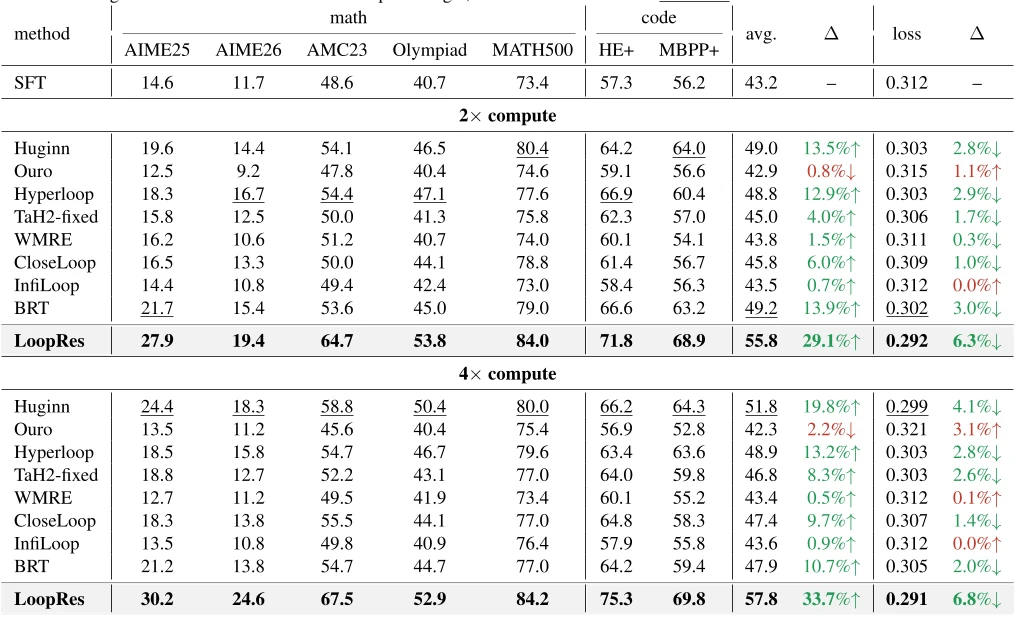 math code
method avg. Δ loss Δ
AIME25 AIME26 AMC23 Olympiad MATH500 HE+ MBPP+
SFT 14.6 11.7 48.6 40.7 73.4 57.3 56.2 43.2 – 0.312 –
2× compute
Huginn 19.6 14.4 54.1 46.5 80.4 64.2 64.0 49.0 13.5%↑ 0.303 2.8%↓
Ouro 12.5 9.2 47.8 40.4 74.6 59.1 56.6 42.9 0.8%↓ 0.315 1.1%↑
Hyperloop 18.3 16.7 54.4 47.1 77.6 66.9 60.4 48.8 12.9%↑ 0.303 2.9%↓
TaH2-fixed 15.8 12.5 50.0 41.3 75.8 62.3 57.0 45.0 4.0%↑ 0.306 1.7%↓
WMRE 16.2 10.6 51.2 40.7 74.0 60.1 54.1 43.8 1.5%↑ 0.311 0.3%↓
CloseLoop 16.5 13.3 50.0 44.1 78.8 61.4 56.7 45.8 6.0%↑ 0.309 1.0%↓
InfiLoop 14.4 10.8 49.4 42.4 73.0 58.4 56.3 43.5 0.7%↑ 0.312 0.0%↑
BRT 21.7 15.4 53.6 45.0 79.0 66.6 63.2 49.2 13.9%↑ 0.302 3.0%↓
LoopRes 27.9 19.4 64.7 53.8 84.0 71.8 68.9 55.8 29.1%↑ 0.292 6.3%↓
4× compute
Huginn 24.4 18.3 58.8 50.4 80.0 66.2 64.3 51.8 19.8%↑ 0.299 4.1%↓
Ouro 13.5 11.2 45.6 40.4 75.4 56.9 52.8 42.3 2.2%↓ 0.321 3.1%↑
Hyperloop 18.5 15.8 54.7 46.7 79.6 63.4 63.6 48.9 13.2%↑ 0.303 2.8%↓
TaH2-fixed 18.8 12.7 52.2 43.1 77.0 64.0 59.8 46.8 8.3%↑ 0.303 2.6%↓
WMRE 12.7 11.2 49.5 41.9 73.4 60.1 55.2 43.4 0.5%↑ 0.312 0.1%↑
CloseLoop 18.3 13.8 55.5 44.1 77.0 64.8 58.3 47.4 9.7%↑ 0.307 1.4%↓
InfiLoop 13.5 10.8 49.8 40.9 76.4 57.9 55.8 43.6 0.9%↑ 0.312 0.0%↑
BRT 21.2 13.8 54.7 44.7 77.0 64.2 59.4 47.9 10.7%↑ 0.305 2.0%↓
LoopRes 30.2 24.6 67.5 52.9 84.2 75.3 69.8 57.8 33.7%↑ 0.291 6.8%↓